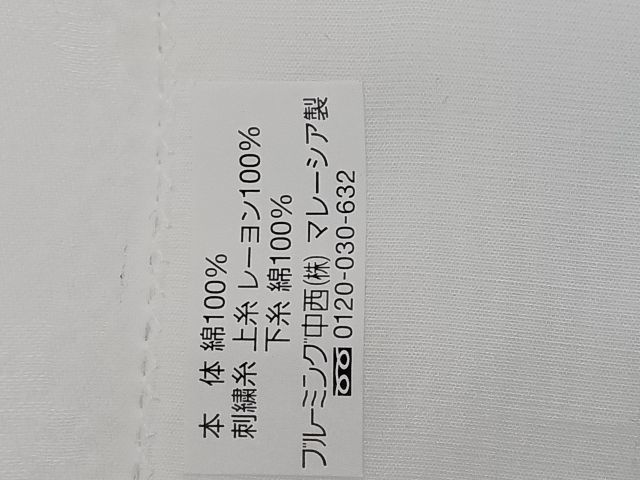 本 体 綿100%
刺繍糸 上糸 レーヨン100%
下糸 綿100%
ブルーミング中西(株) マレーシア製
0120-030-632